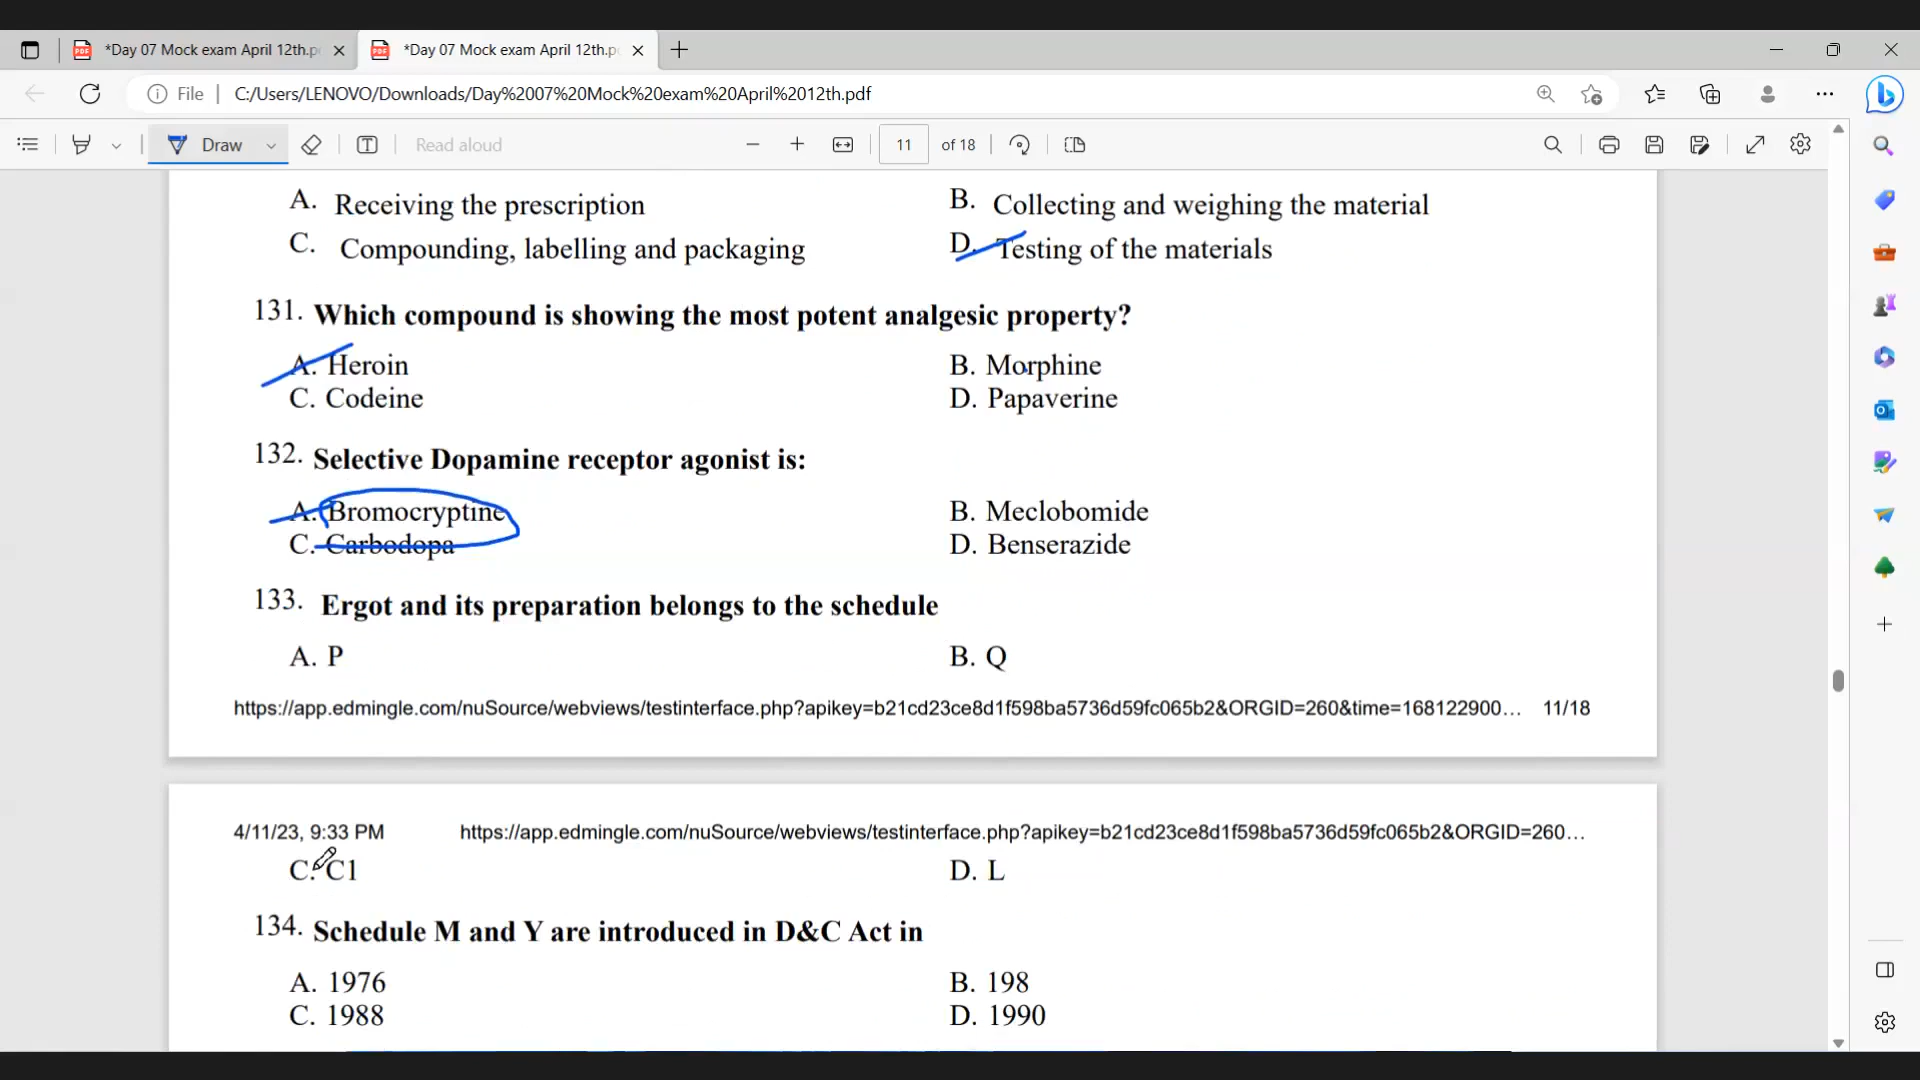 *Day 07 Mock exam April 12th.p
*Day 07 Mock exam April 12th.p
File
C:/Users/LENOVO/Downloads/Day%2007%20Mock%20exam%20April%2012th.pdf
Draw
Read aloud
11 of 18
A. Receiving the prescription
B. Collecting and weighing the material
C. Compounding, labelling and packaging
D. Testing of the materials
131. Which compound is showing the most potent analgesic property?
A. Heroin
B. Morphine
C. Codeine
D. Papaverine
132. Selective Dopamine receptor agonist is:
A. Bromocryptine
B. Meclobomide
C. Carbodopa
D. Benserazide
133. Ergot and its preparation belongs to the schedule
A. P
B. Q
https://app.edmingle.com/nuSource/webviews/testinterface.php?apikey=b21cd23ce8d1f598ba5736d59fc065b2&ORGID=260&time=168122900… 11/18
4/11/23, 9:33 PM
https://app.edmingle.com/nuSource/webviews/testinterface.php?apikey=b21cd23ce8d1f598ba5736d59fc065b2&ORGID=260…
C. C1
D. L
134. Schedule M and Y are introduced in D&C Act in
A. 1976
B. 198
C. 1988
D. 1990